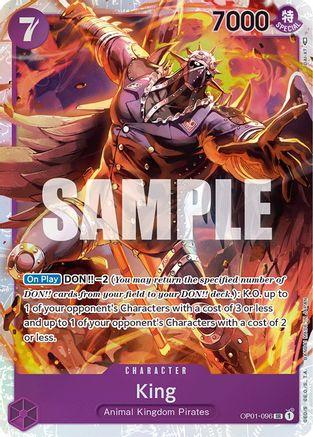 7
7000
特
SPECIAL
SAMPLE
On Play DON!! −2 (You may return the specified number of
DON!! cards from your field to your DON!! deck.): K.O. up to
1 of your opponent's Characters with a cost of 3 or less
and up to 1 of your opponent's Characters with a cost of 2
or less.
CHARACTER
King
Animal Kingdom Pirates
OP01-096 SR 1